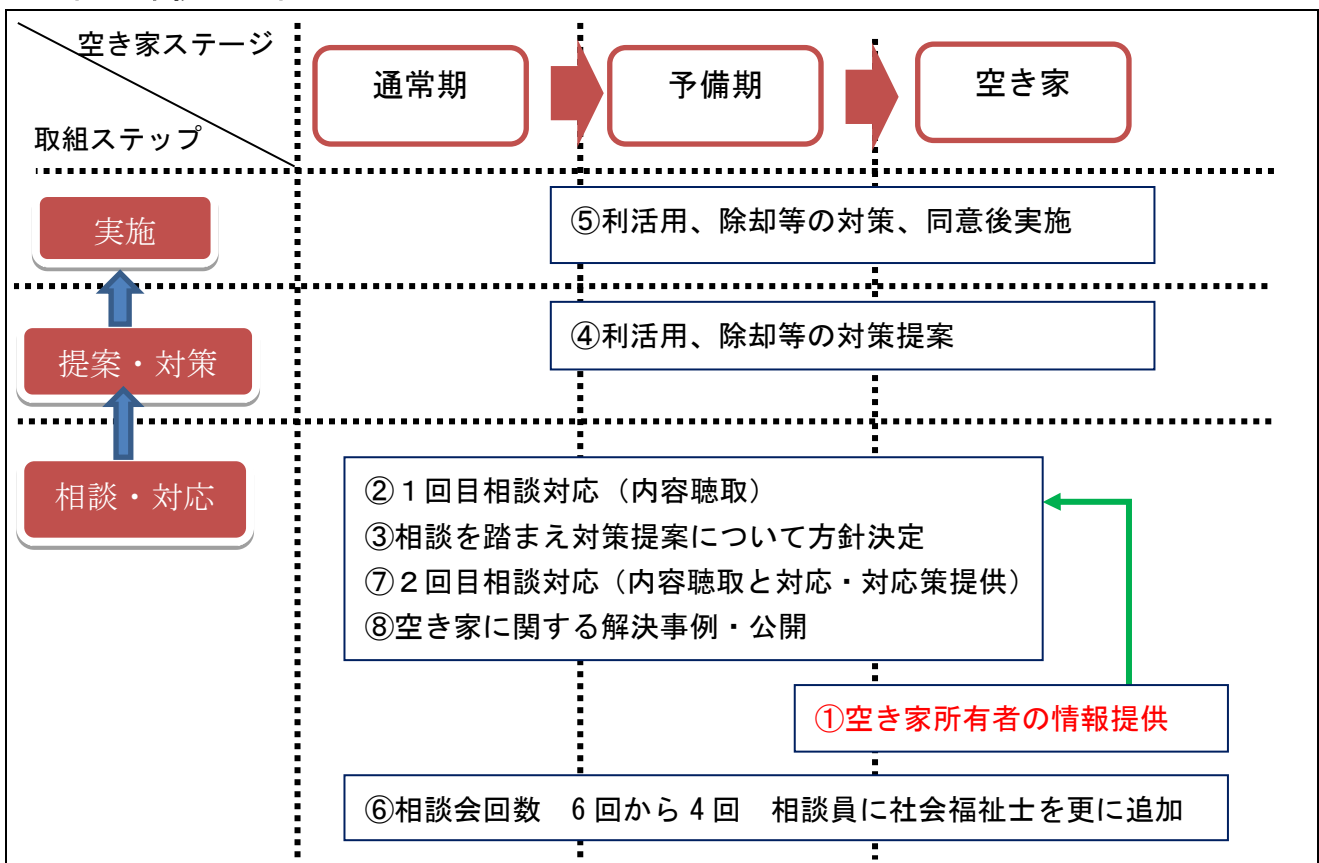 空き家ステージ
取組ステップ
通常期
予備期
空き家
実施
⑤利活用、除却等の対策、同意後実施
提案・対策
④利活用、除却等の対策提案
相談・対応
②１回目相談対応（内容聴取）
③相談を踏まえ対策提案について方針決定
⑦２回目相談対応（内容聴取と対応・対応策提供）
⑧空き家に関する解決事例・公開
①空き家所有者の情報提供
⑥相談会回数　6 回から 4 回　相談員に社会福祉士を更に追加